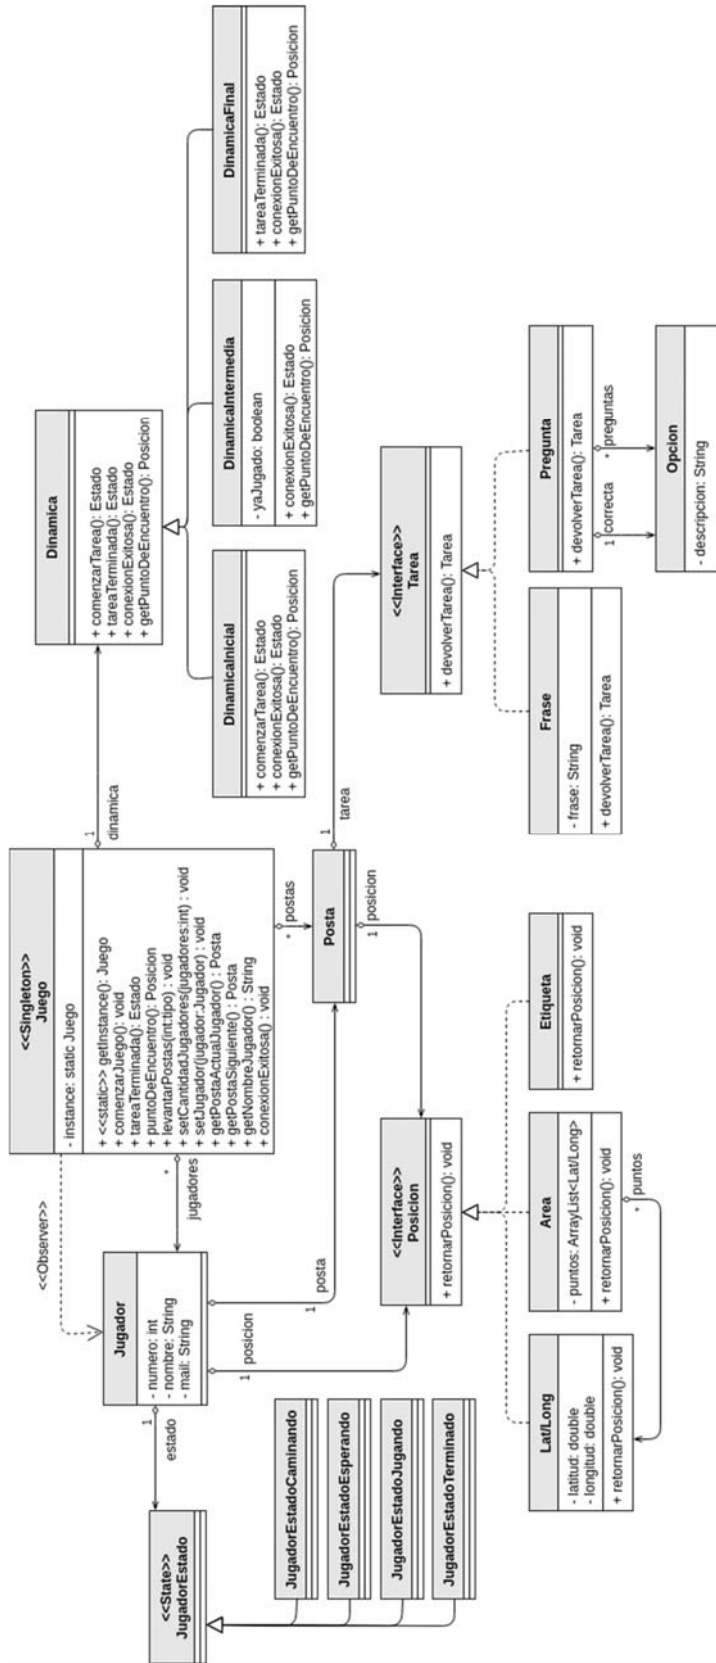 <<State>>
JugadorEstado
JugadorEstadoCaminando
JugadorEstadoEsperando
JugadorEstadoJugando
JugadorEstadoTerminado
1
estado
Jugador
- numero: int
- nombre: String
- mail: String
<<Observer>>
*
jugadores
1
posicion
1
posta
<<Singleton>>
Juego
- instance: static Juego
+ <<static>> getInstance(): Juego
+ comenzarJuego(): void
+ tareaTerminada(): Estado
+ puntoDeEncuentro(): Posicion
+ levantarPostas(int:tipo) : void
+ setCantidadJugadores(jugadores:int) : void
+ setJugador(jugador:Jugador) : void
+ getPostaActualJugador() : Posta
+ getPostaSiguiente() : Posta
+ getNombreJugador() : String
+ conexionExitosa() : void
1
dinamica
*
postas
Dinamica
+ comenzarTarea(): Estado
+ tareaTerminada(): Estado
+ conexionExitosa(): Estado
+ getPuntoDeEncuentro(): Posicion
DinamicaInicial
+ comenzarTarea(): Estado
+ conexionExitosa(): Estado
+ getPuntoDeEncuentro(): Posicion
DinamicaIntermedia
- yaJugado: boolean
+ conexionExitosa(): Estado
+ getPuntoDeEncuentro(): Posicion
DinamicaFinal
+ tareaTerminada(): Estado
+ conexionExitosa(): Estado
+ getPuntoDeEncuentro(): Posicion
Posta
1
posicion
1
tarea
<<Interface>>
Posicion
+ retornarPosicion(): void
Lat/Long
- latitud: double
- longitud: double
+ retornarPosicion(): void
Area
- puntos: ArrayList<Lat/Long>
+ retornarPosicion(): void
*
puntos
Etiqueta
+ retornarPosicion(): void
<<Interface>>
Tarea
+ devolverTarea(): Tarea
Frase
- frase: String
+ devolverTarea(): Tarea
Pregunta
+ devolverTarea(): Tarea
1
correcta
*
preguntas
Opcion
- descripcion: String